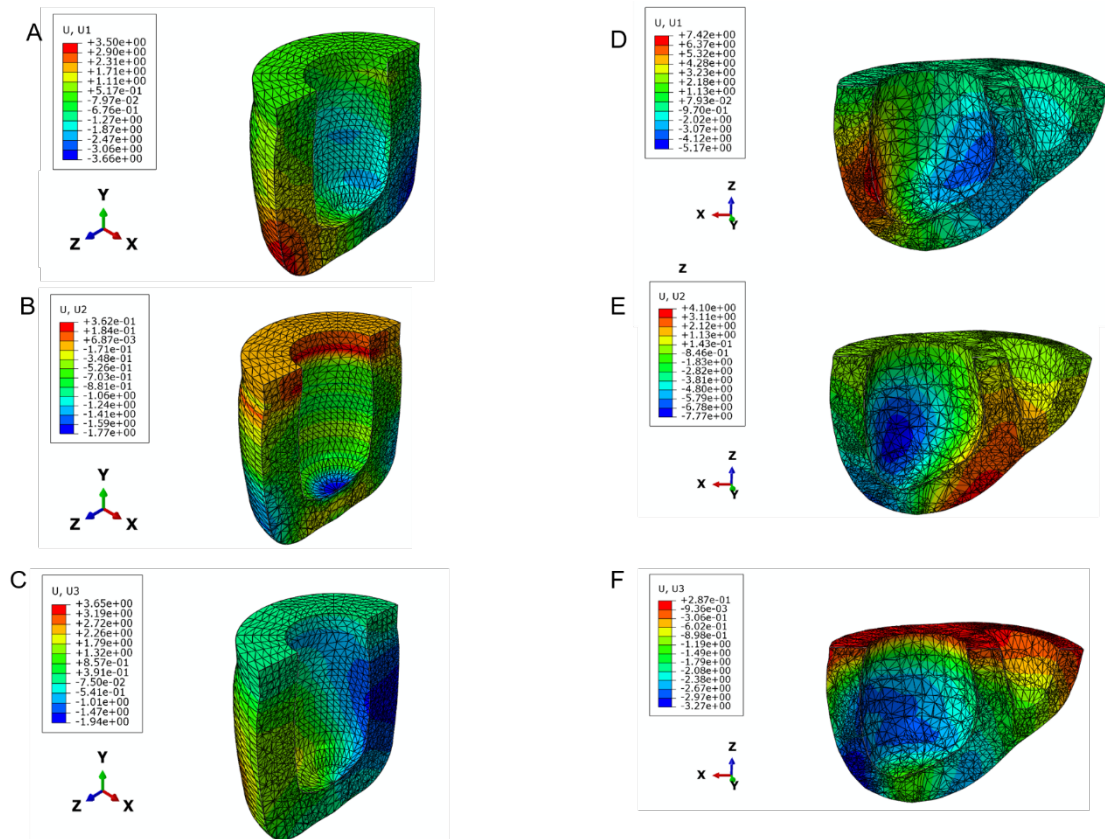 A
U, U1
+3.50e+00
+2.90e+00
+2.31e+00
+1.71e+00
+1.11e+00
+5.17e-01
-7.97e-02
-6.76e-01
-1.27e+00
-1.87e+00
-2.47e+00
-3.06e+00
-3.66e+00
Y
Z
X
B
U, U2
+3.62e-01
+1.84e-01
+6.87e-03
-1.71e-01
-3.48e-01
-5.26e-01
-7.03e-01
-8.81e-01
-1.06e+00
-1.24e+00
-1.41e+00
-1.59e+00
-1.77e+00
Y
Z
X
C
U, U3
+3.65e+00
+3.19e+00
+2.72e+00
+2.26e+00
+1.79e+00
+1.32e+00
+8.57e-01
+3.91e-01
-7.50e-02
-5.41e-01
-1.01e+00
-1.47e+00
-1.94e+00
Y
Z
X
D
U, U1
+7.42e+00
+6.37e+00
+5.32e+00
+4.28e+00
+3.23e+00
+2.18e+00
+1.13e+00
+7.93e-02
-9.70e-01
-2.02e+00
-3.07e+00
-4.12e+00
-5.17e+00
Z
X
Y
Z
E
U, U2
+4.10e+00
+3.11e+00
+2.12e+00
+1.13e+00
+1.43e-01
-8.46e-01
-1.83e+00
-2.82e+00
-3.81e+00
-4.80e+00
-5.79e+00
-6.78e+00
-7.77e+00
Z
X
Y
F
U, U3
+2.87e-01
-9.36e-03
-3.06e-01
-6.02e-01
-8.98e-01
-1.19e+00
-1.49e+00
-1.79e+00
-2.08e+00
-2.38e+00
-2.67e+00
-2.97e+00
-3.27e+00
Z
X
Y